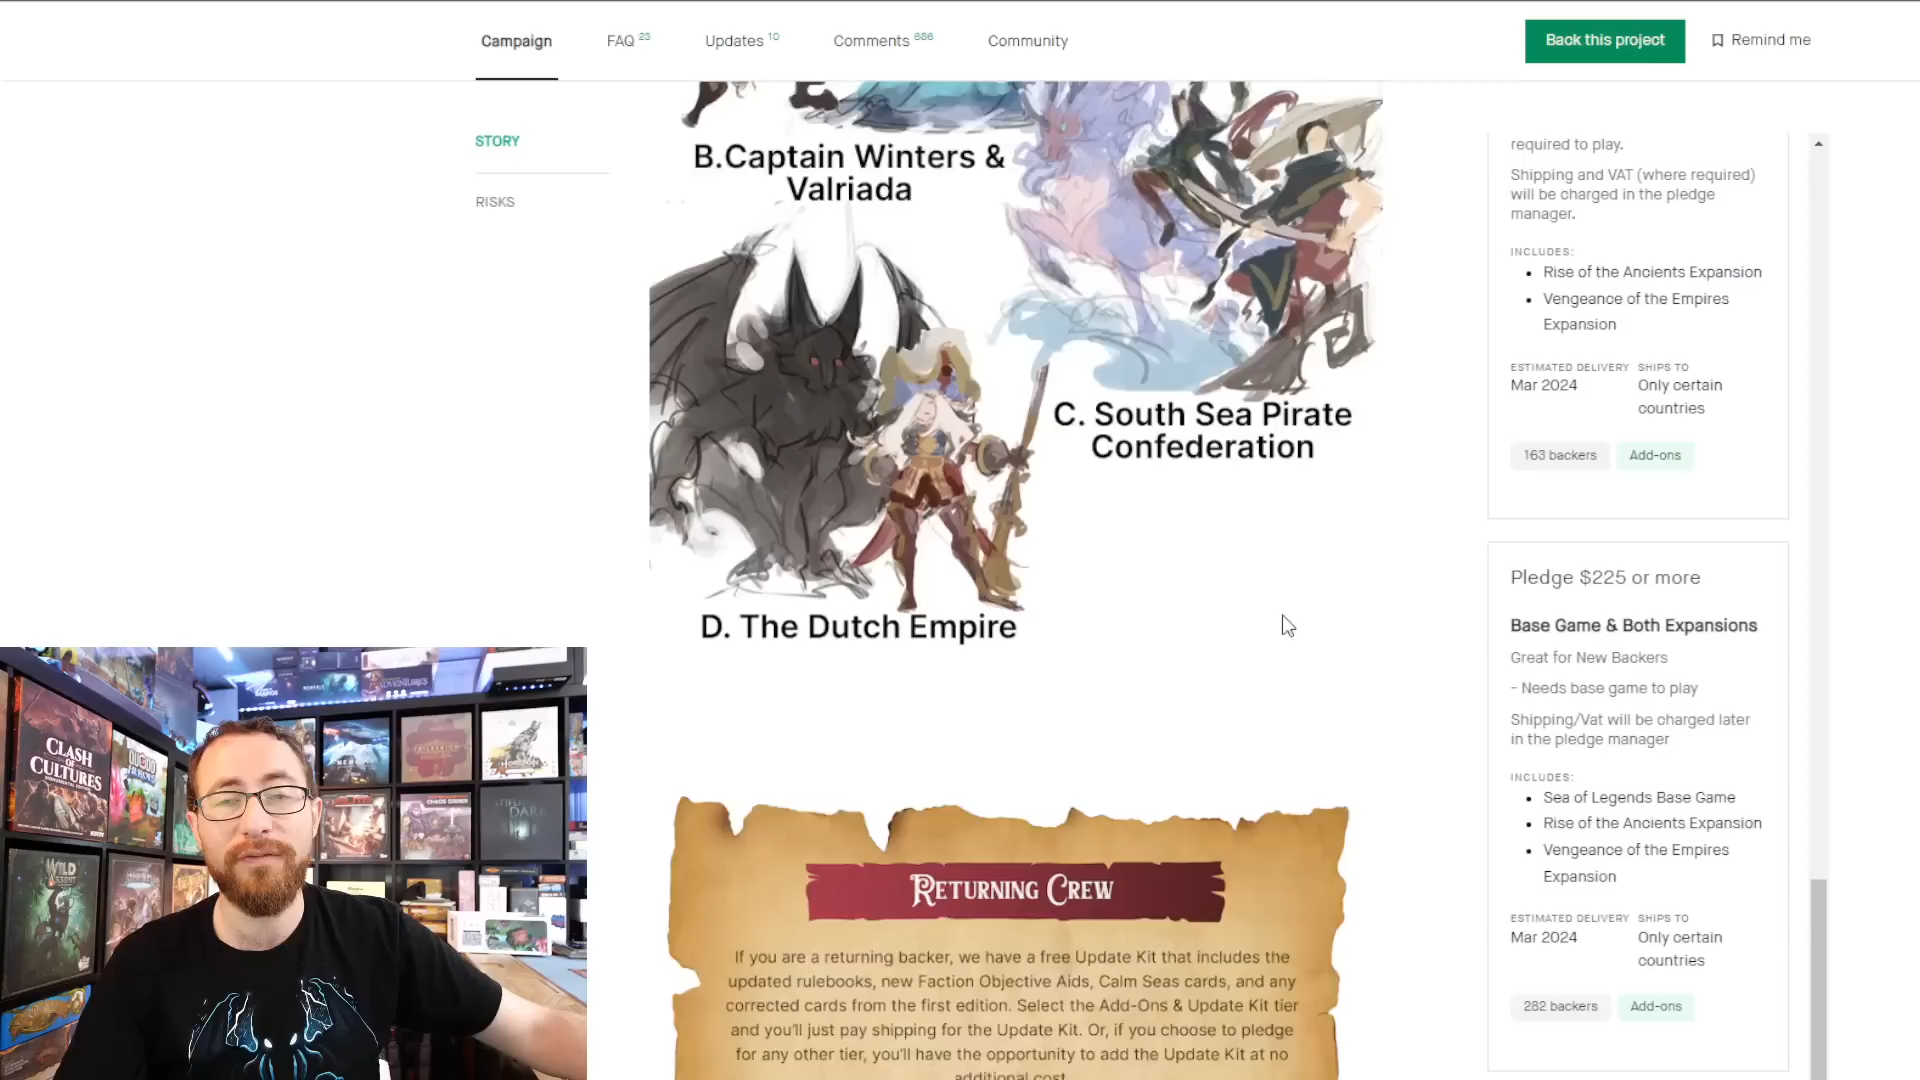 Campaign
FAQ 23
Updates 10
Comments 686
Community
Back this project
Remind me
STORY
RISKS
B.Captain Winters &
Valriada
C. South Sea Pirate
Confederation
D. The Dutch Empire
RETURNING CREW
If you are a returning backer, we have a free Update Kit that includes the
updated rulebooks, new Faction Objective Aids, Calm Seas cards, and any
corrected cards from the first edition. Select the Add-Ons & Update Kit tier
and you'll just pay shipping for the Update Kit. Or, if you choose to pledge
for any other tier, you'll have the opportunity to add the Update Kit at no
additional cost
required to play.
Shipping and VAT (where required)
will be charged in the pledge
manager.
INCLUDES:
Rise of the Ancients Expansion
Vengeance of the Empires
Expansion
ESTIMATED DELIVERY
Mar 2024
SHIPS TO
Only certain
countries
163 backers
Add-ons
Pledge $225 or more
Base Game & Both Expansions
Great for New Backers
- Needs base game to play
Shipping/Vat will be charged later
in the pledge manager
INCLUDES:
Sea of Legends Base Game
Rise of the Ancients Expansion
Vengeance of the Empires
Expansion
ESTIMATED DELIVERY
Mar 2024
SHIPS TO
Only certain
countries
282 backers
Add-ons
CLASH
OF
CULTURES
MONUMENTAL EDITION
WILD
HORIZON
DARK